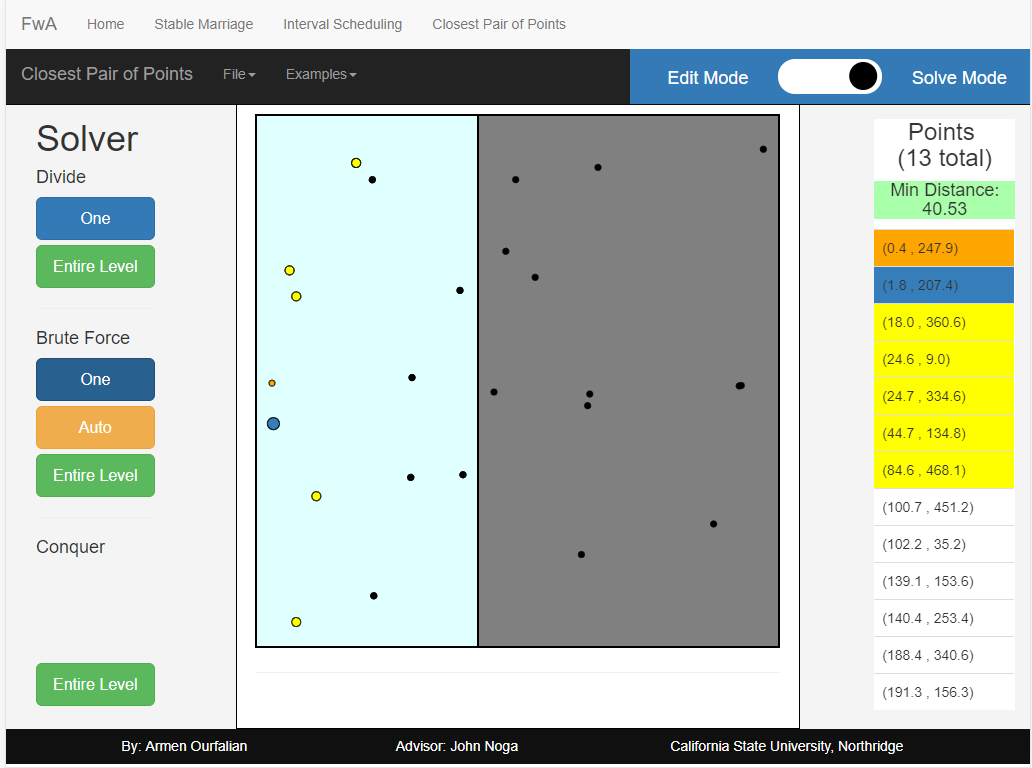 FwA Home Stable Marriage Interval Scheduling Closest Pair of Points
Closest Pair of Points File Examples Edit Mode Solve Mode
Solver
Divide
One
Entire Level
Brute Force
One
Auto
Entire Level
Conquer
Entire Level
Points
(13 total)
Min Distance:
40.53
(0.4 , 247.9)
(1.8 , 207.4)
(18.0 , 360.6)
(24.6 , 9.0)
(24.7 , 334.6)
(44.7 , 134.8)
(84.6 , 468.1)
(100.7 , 451.2)
(102.2 , 35.2)
(139.1 , 153.6)
(140.4 , 253.4)
(188.4 , 340.6)
(191.3 , 156.3)
By: Armen Ourfalian Advisor: John Noga California State University, Northridge